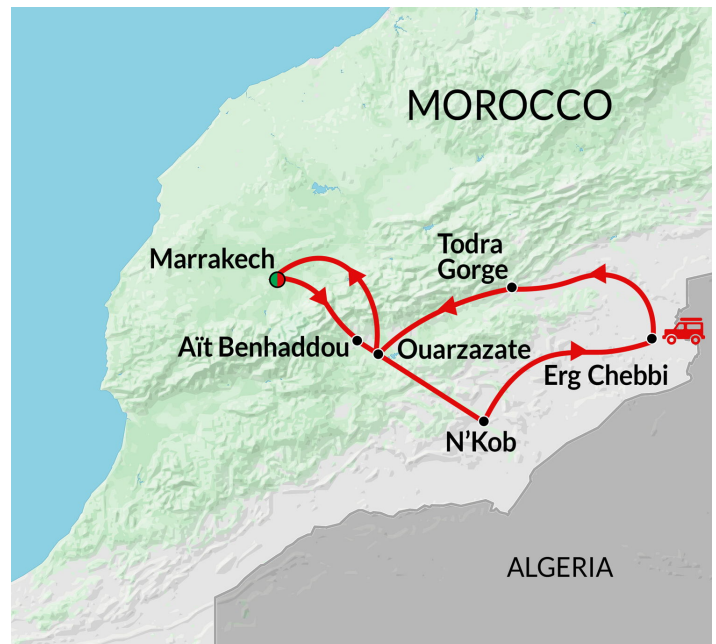 MOROCCO
Todra
Gorge
Marrakech
Aït Benhaddou
Ouarzazate
Erg Chebbi
N’Kob
ALGERIA